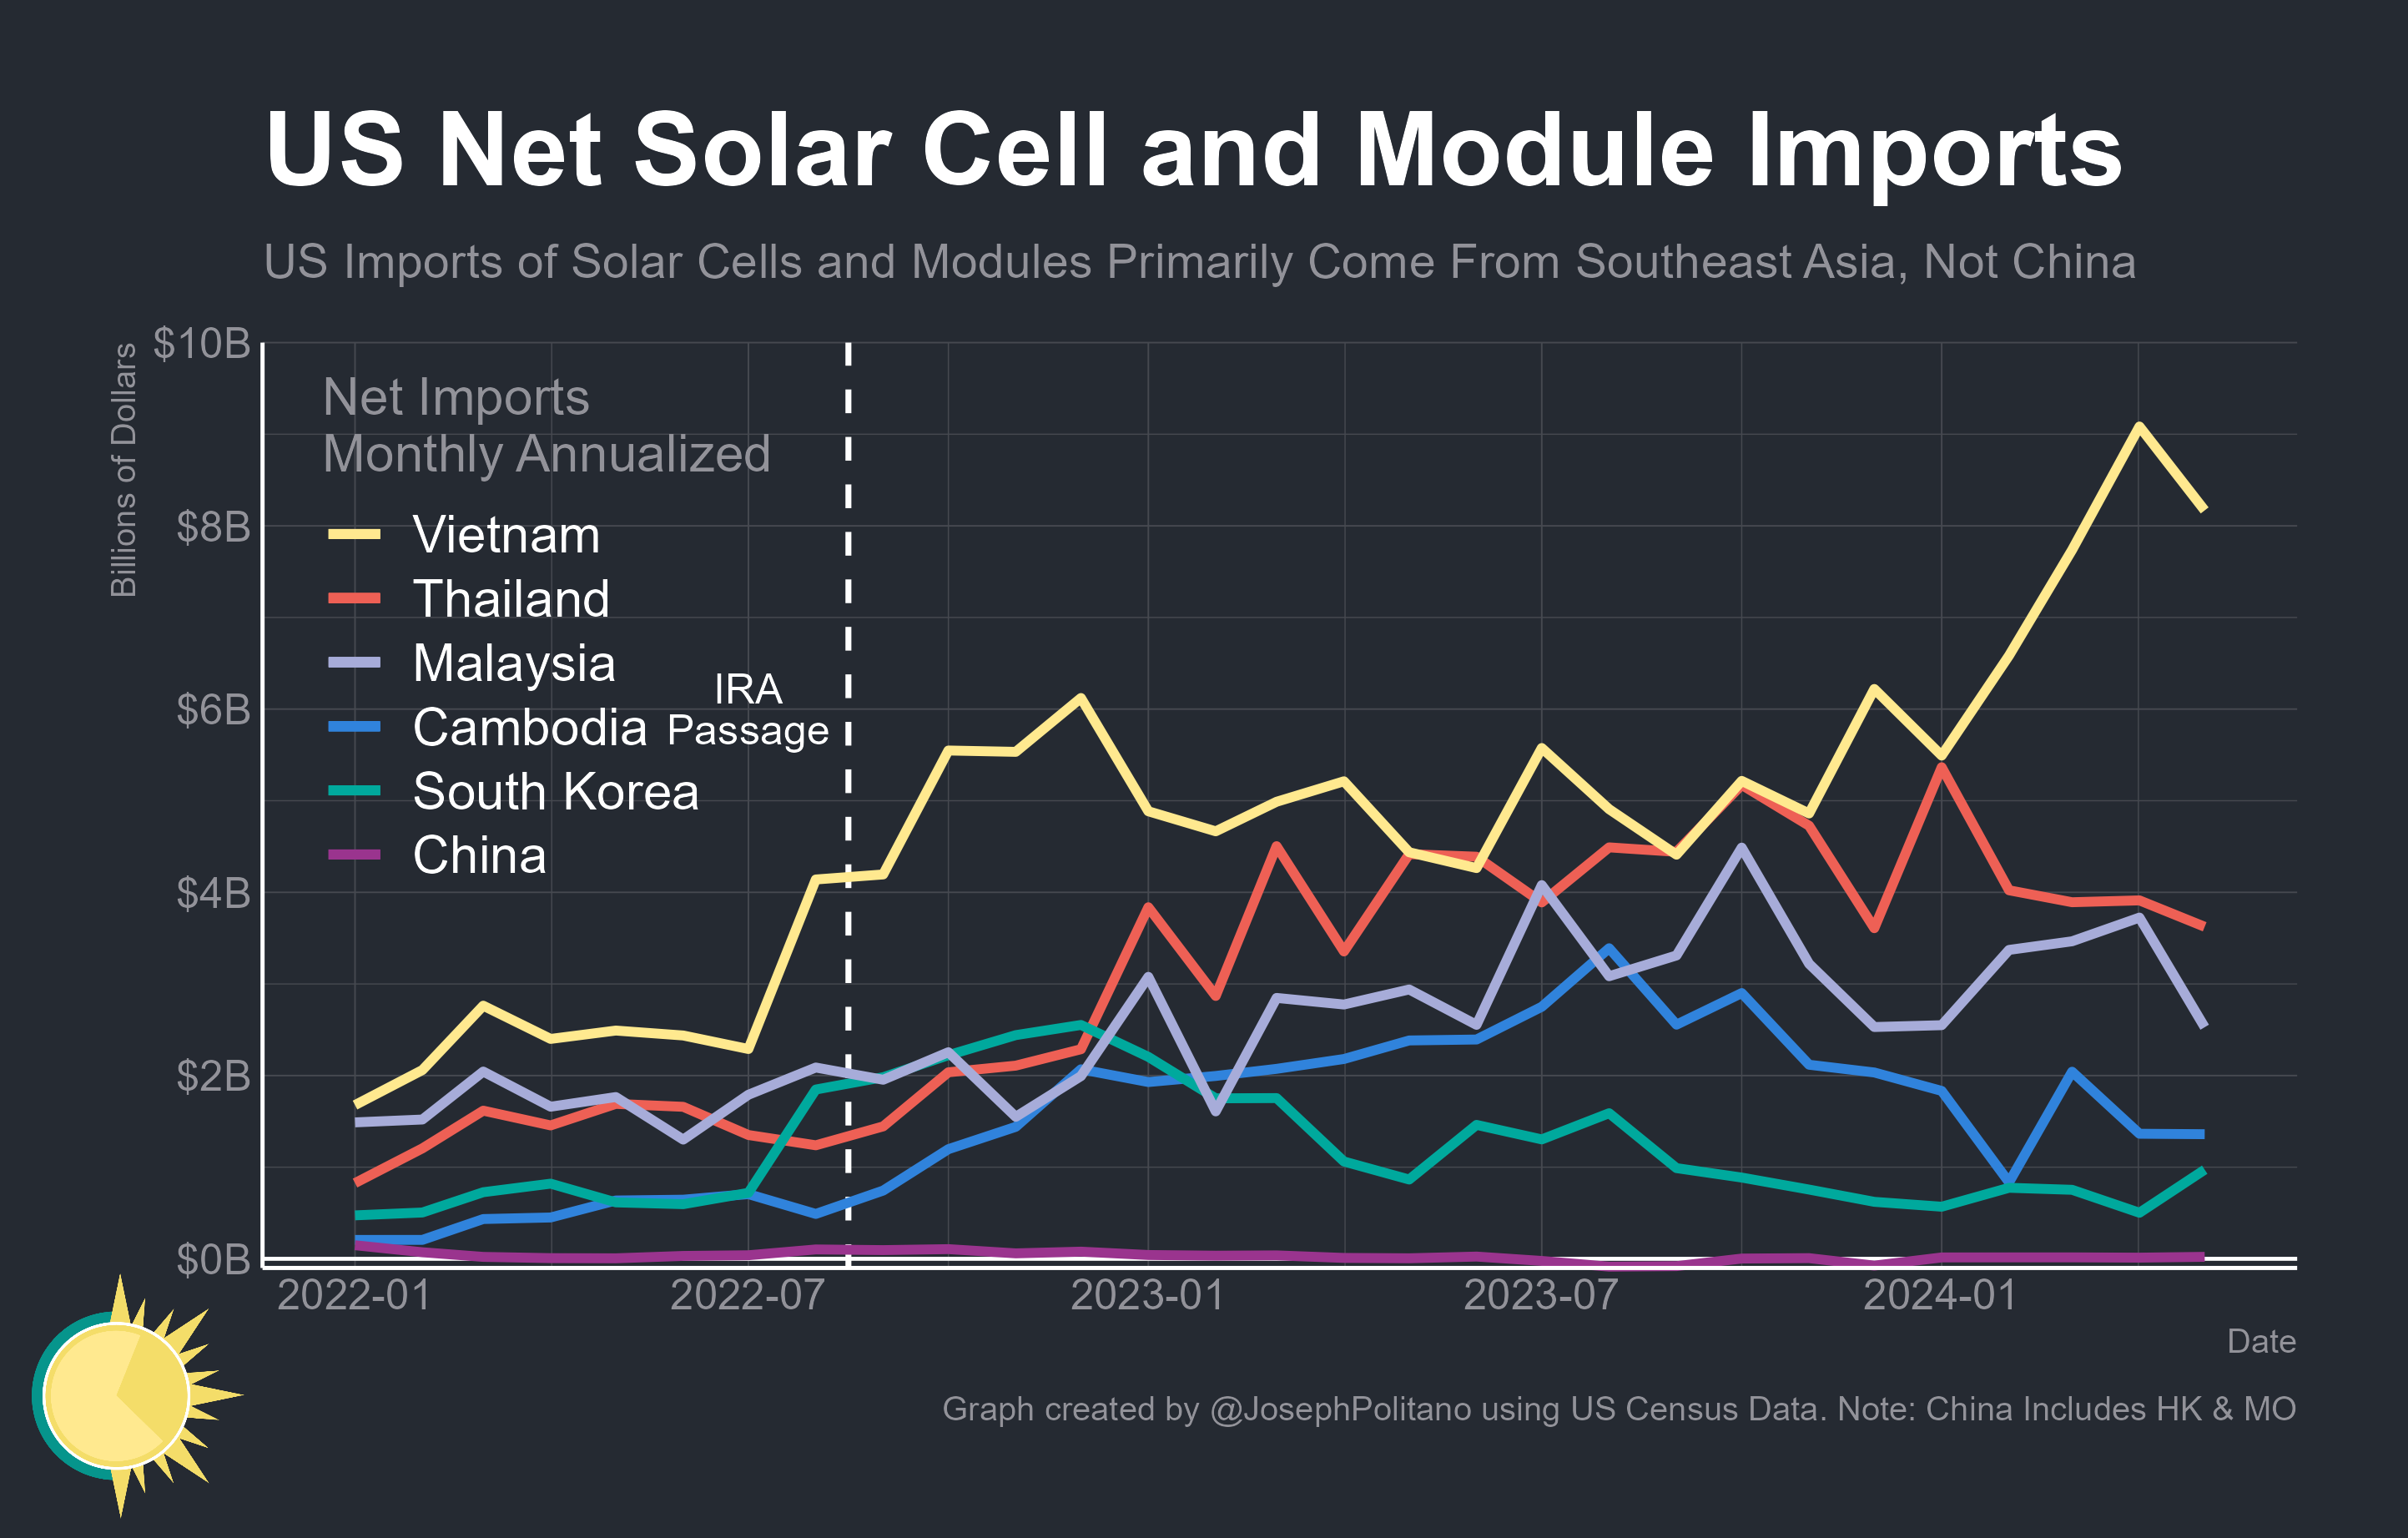 US Net Solar Cell and Module Imports
US Imports of Solar Cells and Modules Primarily Come From Southeast Asia, Not China
Billions of Dollars
$10B
$8B
$6B
$4B
$2B
$0B
Net Imports
Monthly Annualized
Vietnam
Thailand
Malaysia
Cambodia
South Korea
China
IRA
Passage
2022-01
2022-07
2023-01
2023-07
2024-01
Date
Graph created by @JosephPolitano using US Census Data. Note: China Includes HK & MO